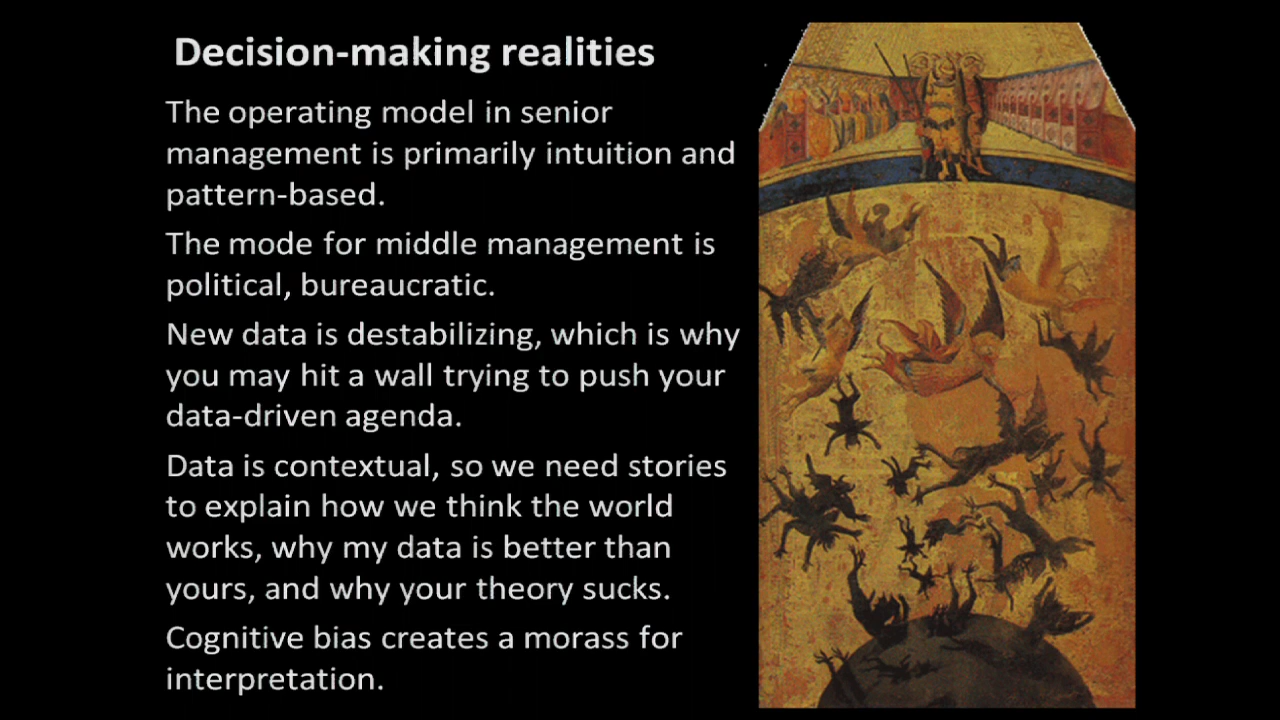 Decision-making realities
The operating model in senior
management is primarily intuition and
pattern-based.
The mode for middle management is
political, bureaucratic.
New data is destabilizing, which is why
you may hit a wall trying to push your
data-driven agenda.
Data is contextual, so we need stories
to explain how we think the world
works, why my data is better than
yours, and why your theory sucks.
Cognitive bias creates a morass for
interpretation.